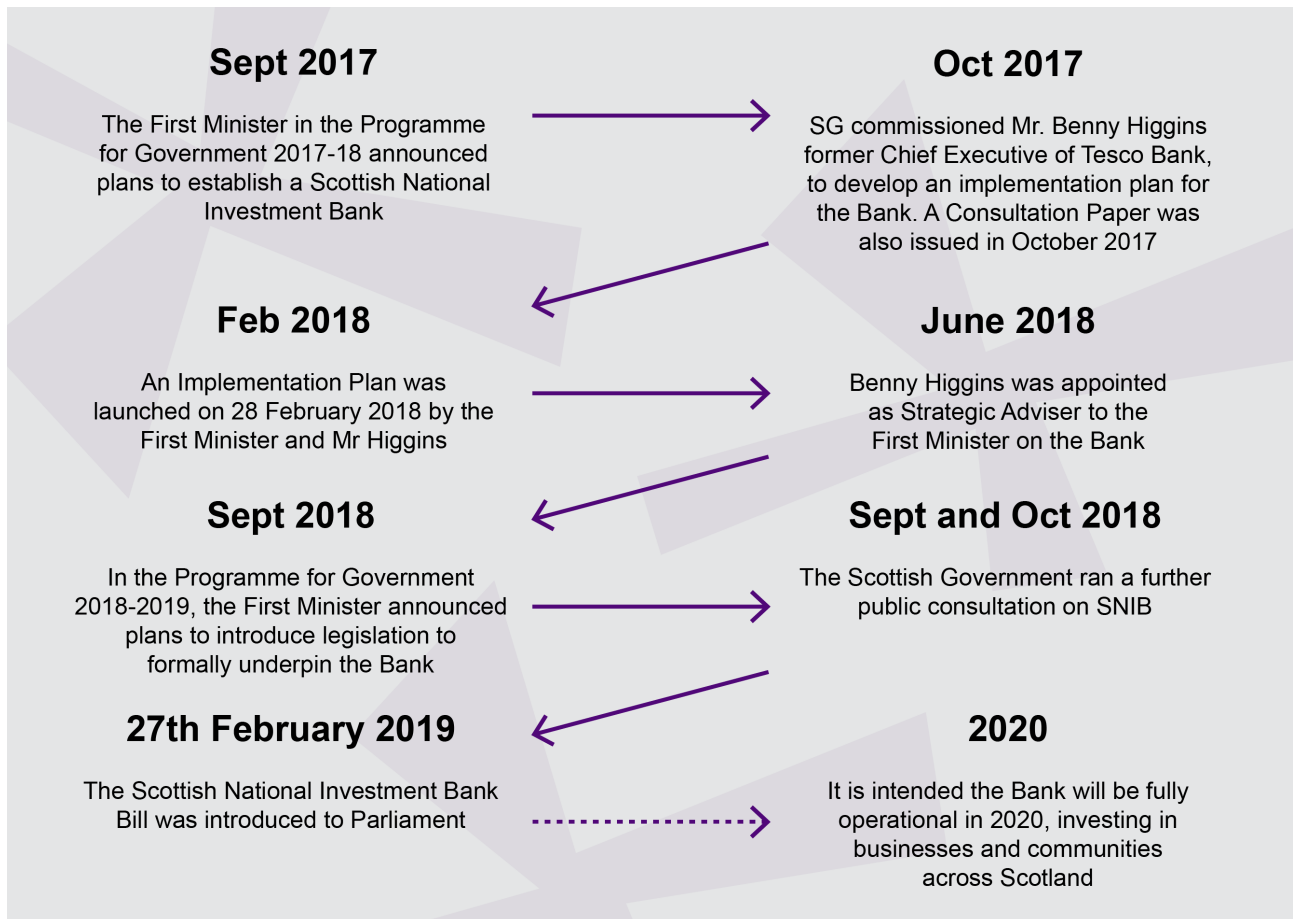 Sept 2017
The First Minister in the Programme
for Government 2017-18 announced
plans to establish a Scottish National
Investment Bank
Oct 2017
SG commissioned Mr. Benny Higgins
former Chief Executive of Tesco Bank,
to develop an implementation plan for
the Bank. A Consultation Paper was
also issued in October 2017
Feb 2018
An Implementation Plan was
launched on 28 February 2018 by the
First Minister and Mr Higgins
June 2018
Benny Higgins was appointed
as Strategic Adviser to the
First Minister on the Bank
Sept 2018
In the Programme for Government
2018-2019, the First Minister announced
plans to introduce legislation to
formally underpin the Bank
Sept and Oct 2018
The Scottish Government ran a further
public consultation on SNIB
27th February 2019
The Scottish National Investment Bank
Bill was introduced to Parliament
2020
It is intended the Bank will be fully
operational in 2020, investing in
businesses and communities
across Scotland